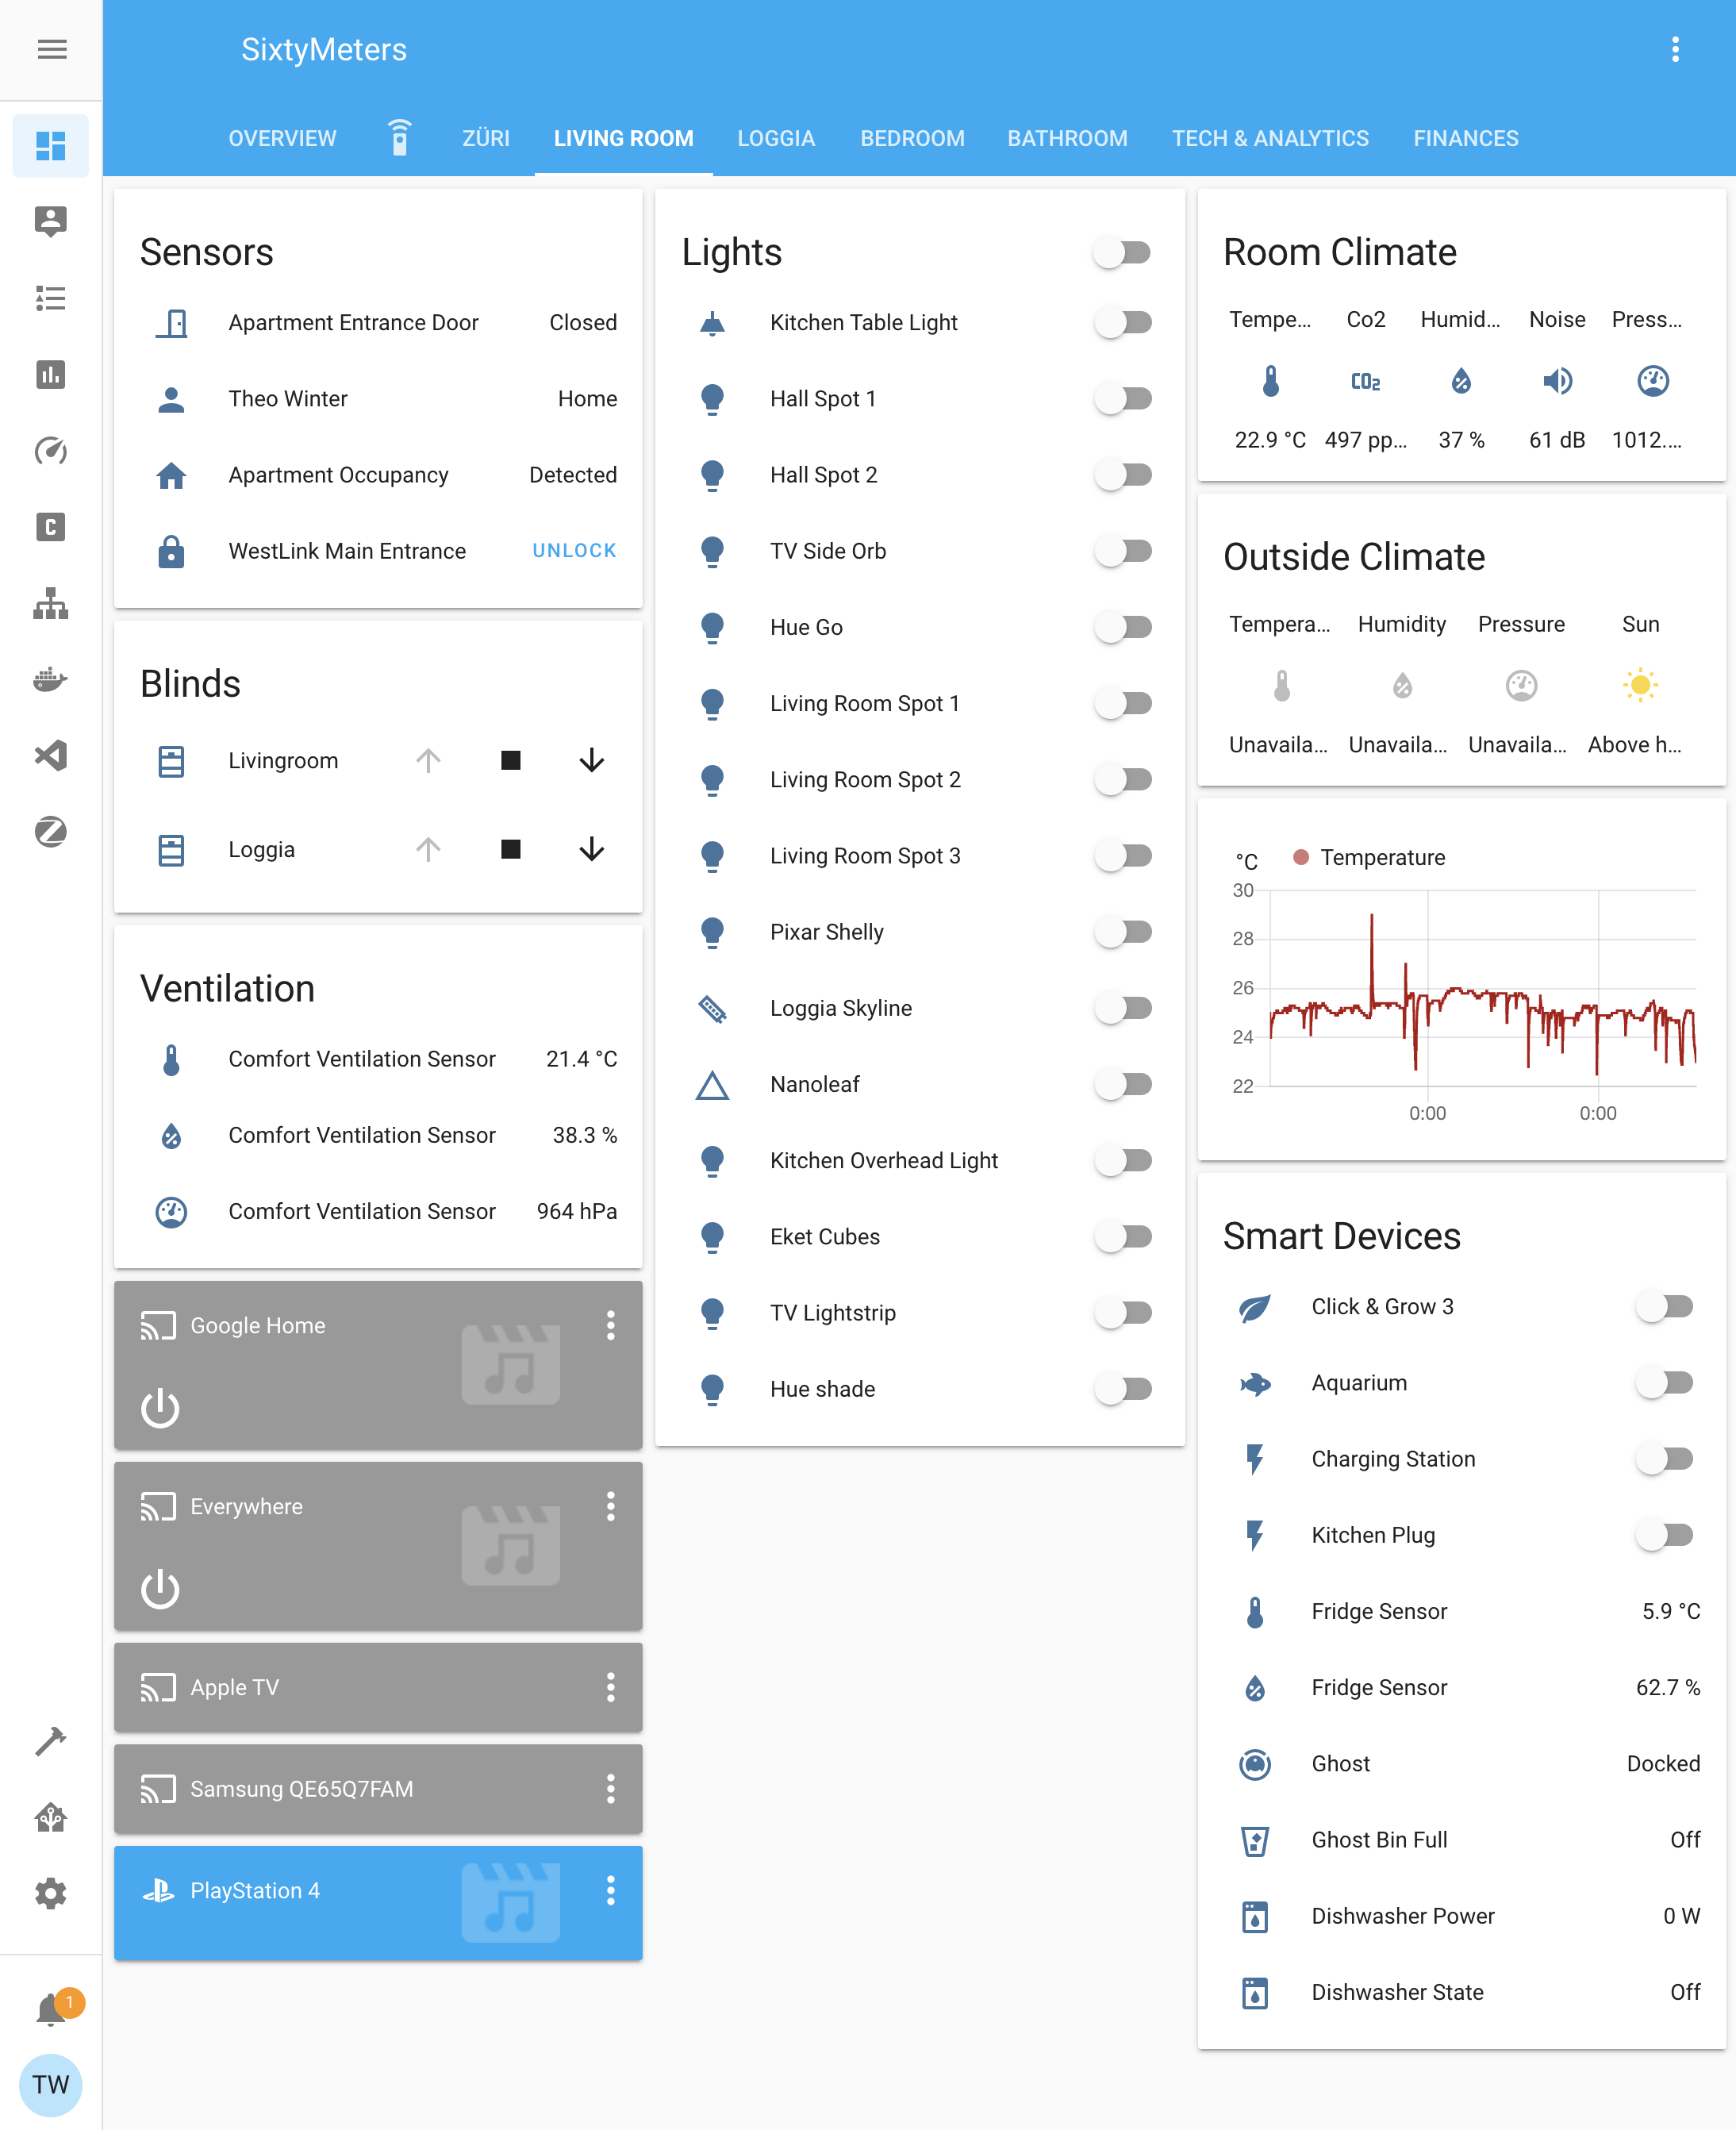 SixtyMeters
OVERVIEW ZÜRI LIVING ROOM LOGGIA BEDROOM BATHROOM TECH & ANALYTICS FINANCES
C
1
TW
Sensors
Apartment Entrance Door Closed
Theo Winter Home
Apartment Occupancy Detected
WestLink Main Entrance UNLOCK
Blinds
Livingroom
Loggia
Ventilation
Comfort Ventilation Sensor 21.4 °C
Comfort Ventilation Sensor 38.3 %
Comfort Ventilation Sensor 964 hPa
Google Home
Everywhere
Apple TV
Samsung QE65Q7FAM
PlayStation 4
Lights
Kitchen Table Light
Hall Spot 1
Hall Spot 2
TV Side Orb
Hue Go
Living Room Spot 1
Living Room Spot 2
Living Room Spot 3
Pixar Shelly
Loggia Skyline
Nanoleaf
Kitchen Overhead Light
Eket Cubes
TV Lightstrip
Hue shade
Room Climate
Tempe... Co2 Humid... Noise Press...
CO2
22.9 °C 497 pp... 37 % 61 dB 1012....
Outside Climate
Tempera... Humidity Pressure Sun
Unavaila... Unavaila... Unavaila... Above h...
°C Temperature
30
28
26
24
22
0:00 0:00
Smart Devices
Click & Grow 3
Aquarium
Charging Station
Kitchen Plug
Fridge Sensor 5.9 °C
Fridge Sensor 62.7 %
Ghost Docked
Ghost Bin Full Off
Dishwasher Power 0 W
Dishwasher State Off